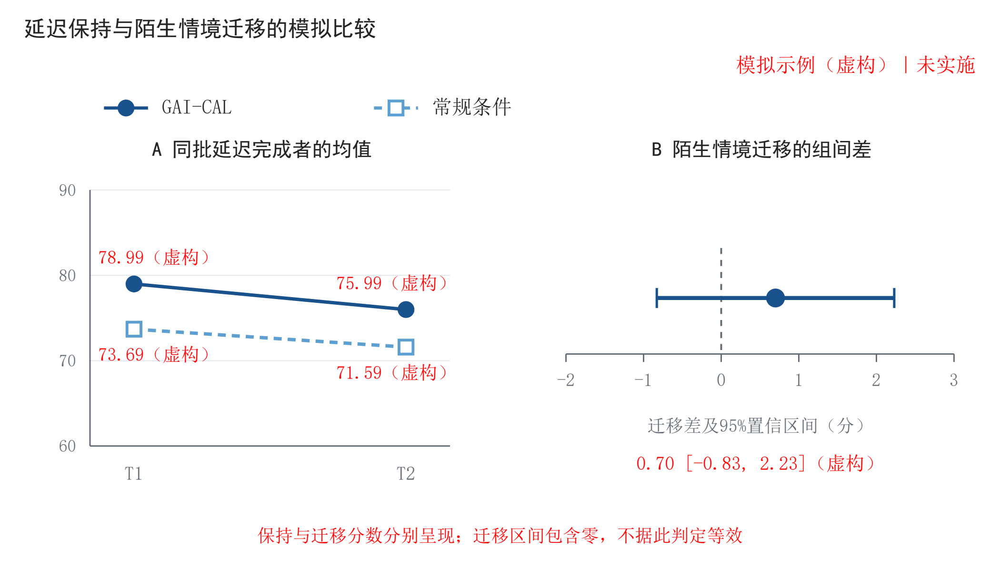 延迟保持与陌生情境迁移的模拟比较
模拟示例（虚构）｜未实施
GAI-CAL
常规条件
A 同批延迟完成者的均值
90
80
70
60
78.99（虚构）
75.99（虚构）
73.69（虚构）
71.59（虚构）
T1
T2
B 陌生情境迁移的组间差
-2
-1
0
1
2
3
迁移差及95%置信区间（分）
0.70 [-0.83, 2.23]（虚构）
保持与迁移分数分别呈现；迁移区间包含零，不据此判定等效